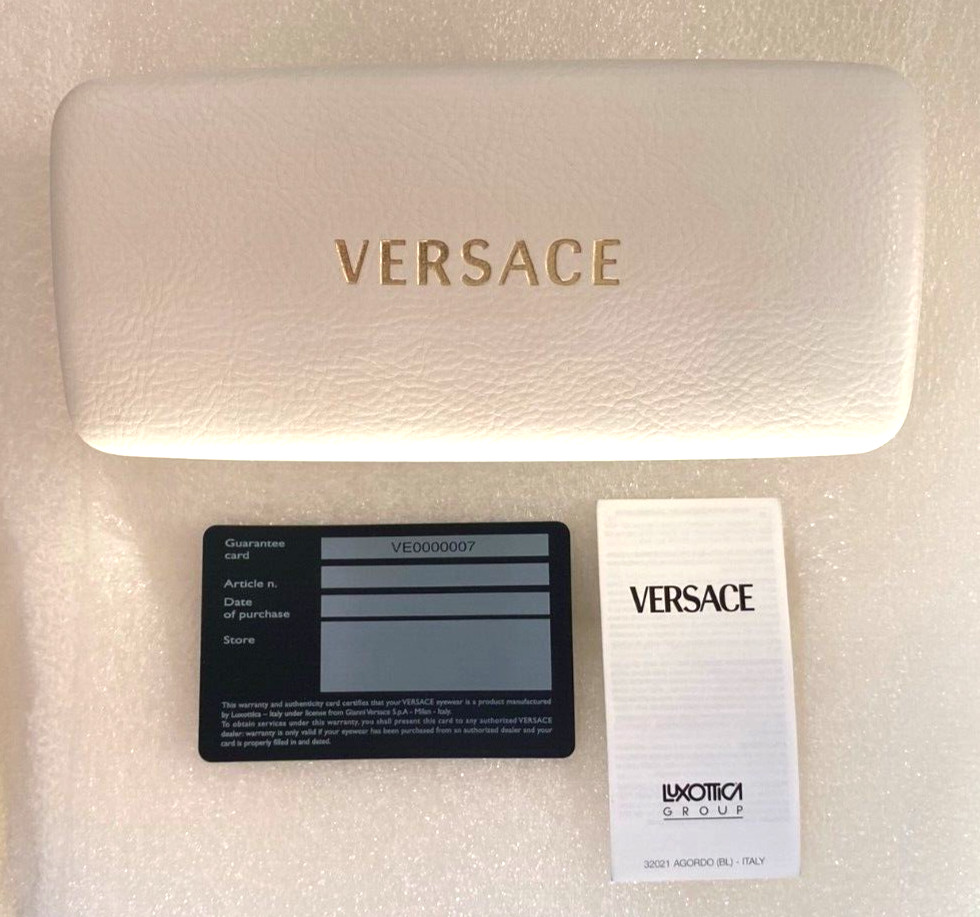 VERSACE
Guarantee
card
VE0000007
Article n.
Date
of purchase
Store
This warranty and authenticity card certifies that your VERSACE eyewear is a product manufactured
by Luxottica – Italy under license from Gianni Versace S.p.A - Milan - Italy.
To obtain services under this warranty, you shall present this card to any authorized VERSACE
dealer: warranty is only valid if your eyewear has been purchased from an authorized dealer and your
card is properly filled in and dated.
VERSACE
LUXOTTICA
GROUP
32021 AGORDO (BL) - ITALY